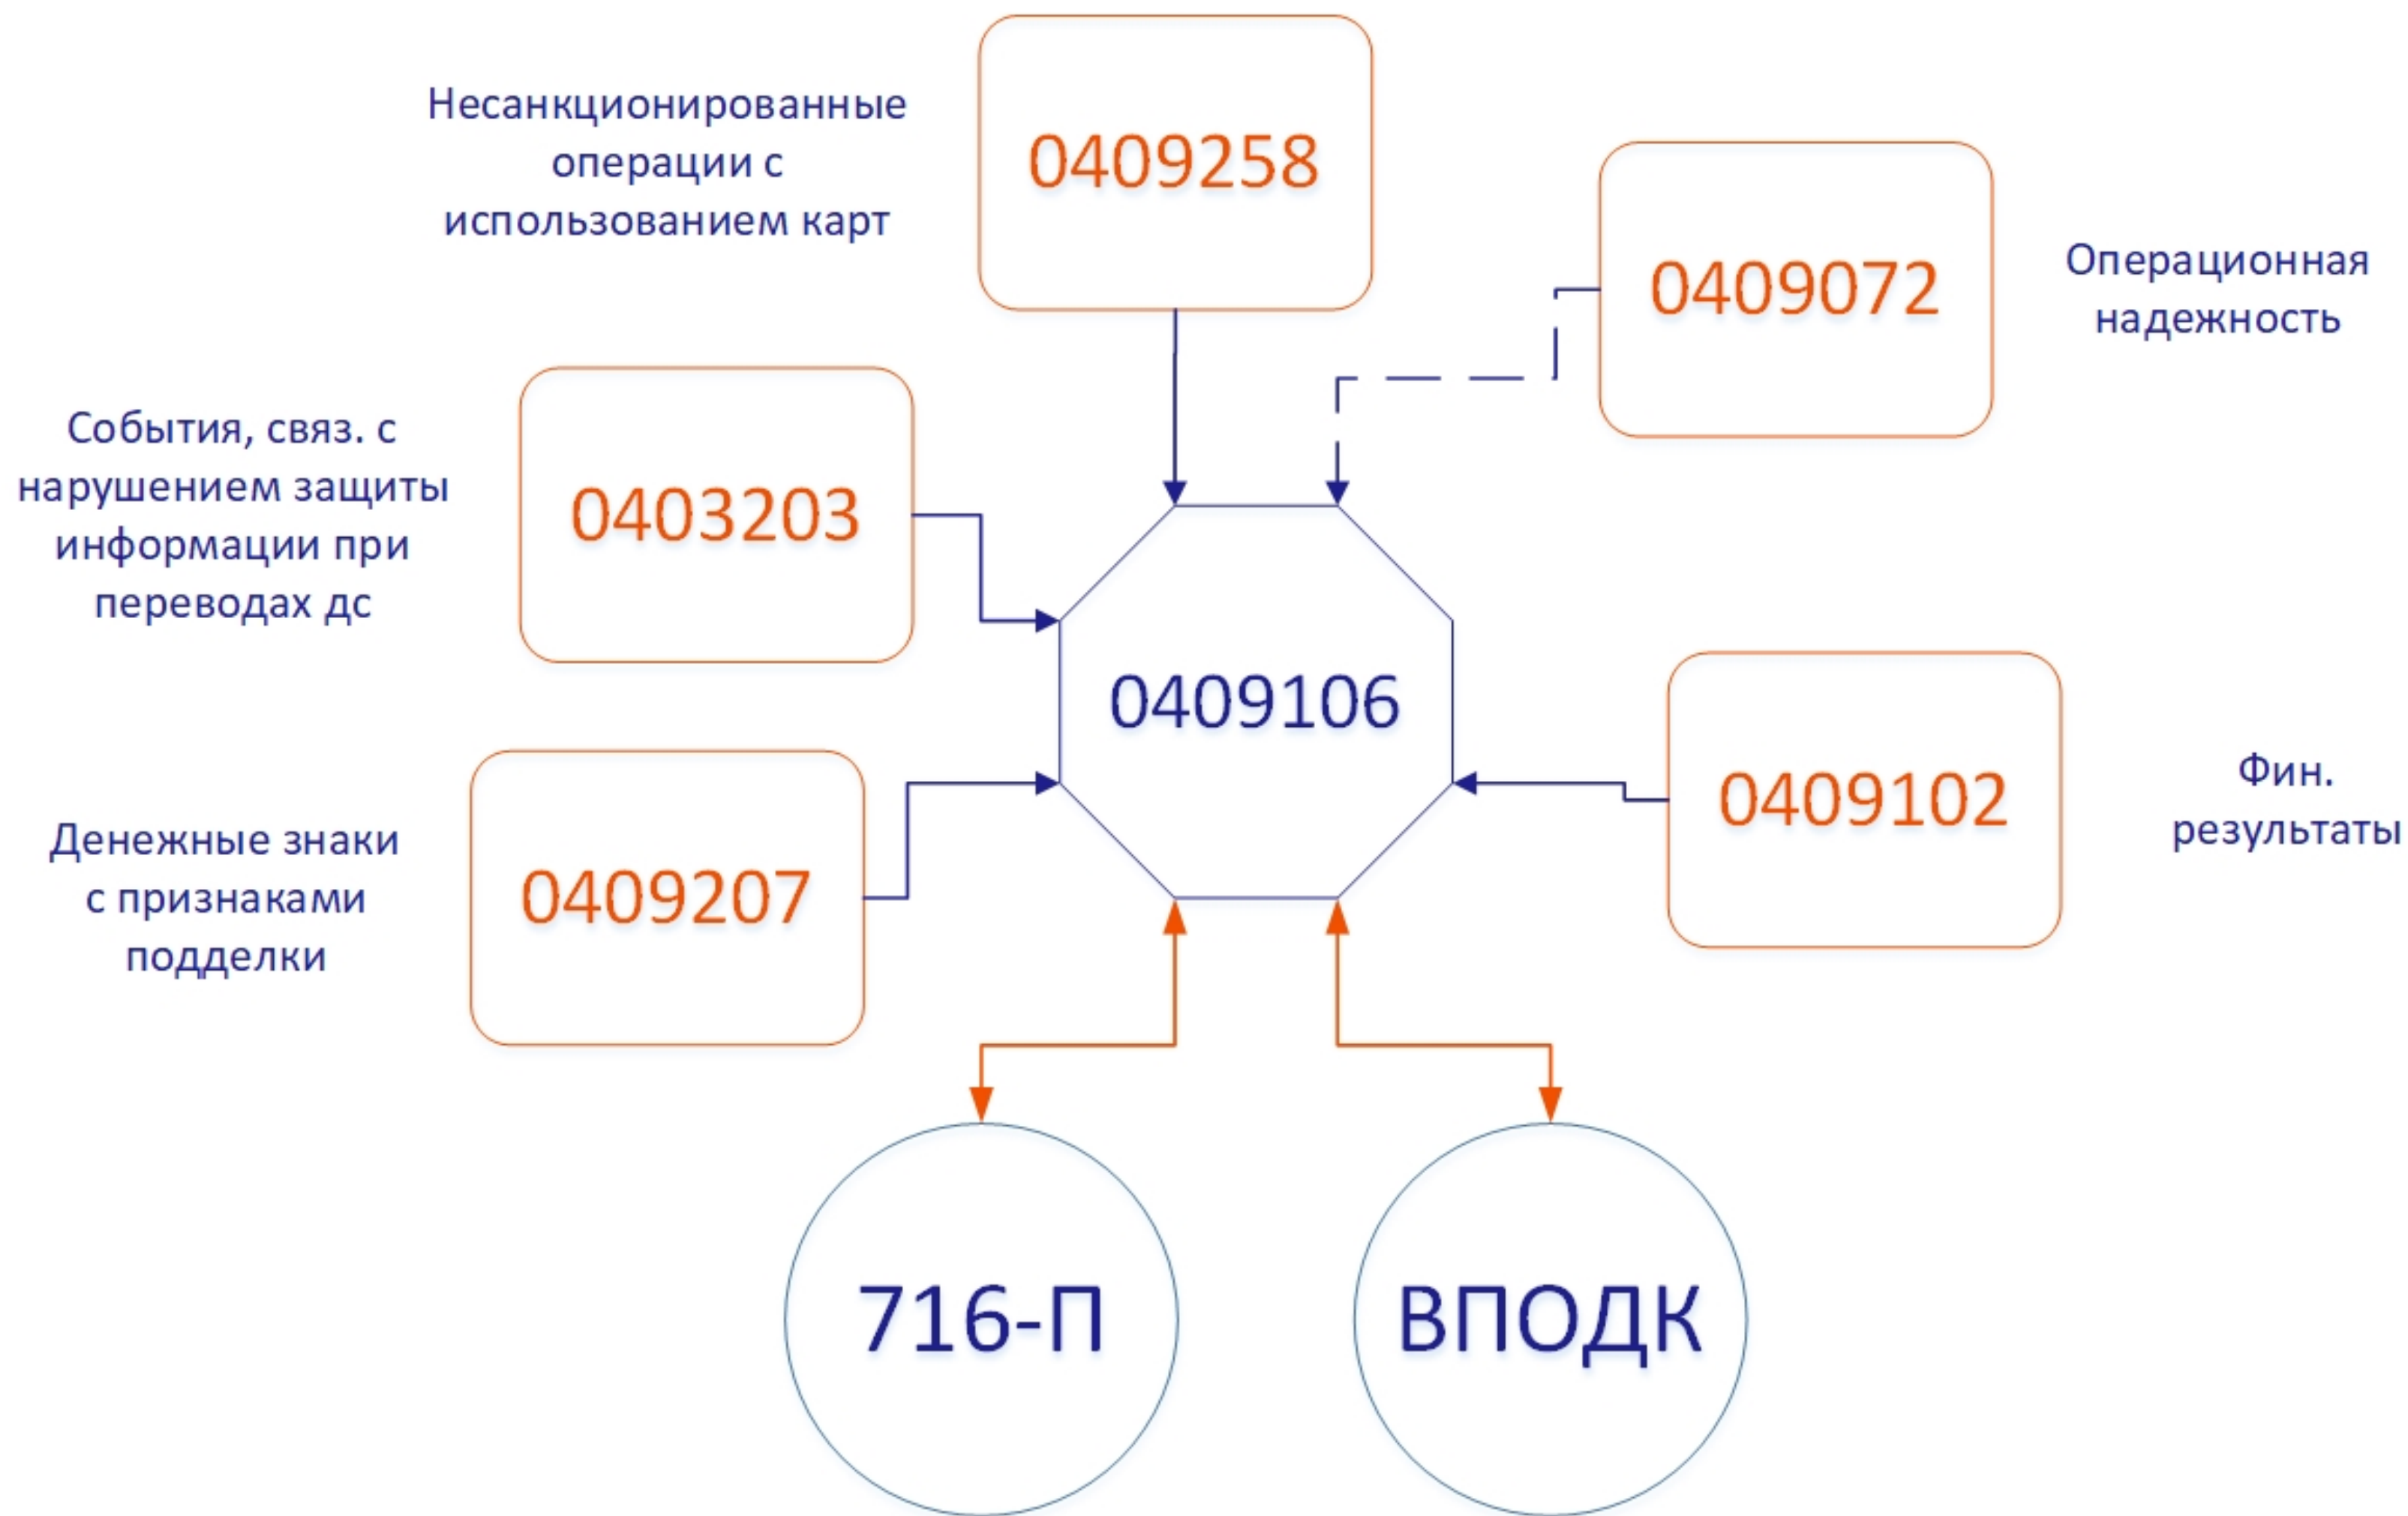 Несанкционированные
операции с
использованием карт
0409258
0409072
Операционная
надежность
События, связ. с
нарушением защиты
информации при
переводах дс
0403203
0409106
Денежные знаки
с признаками
подделки
0409207
0409102
Фин.
результаты
716-П
ВПОДК